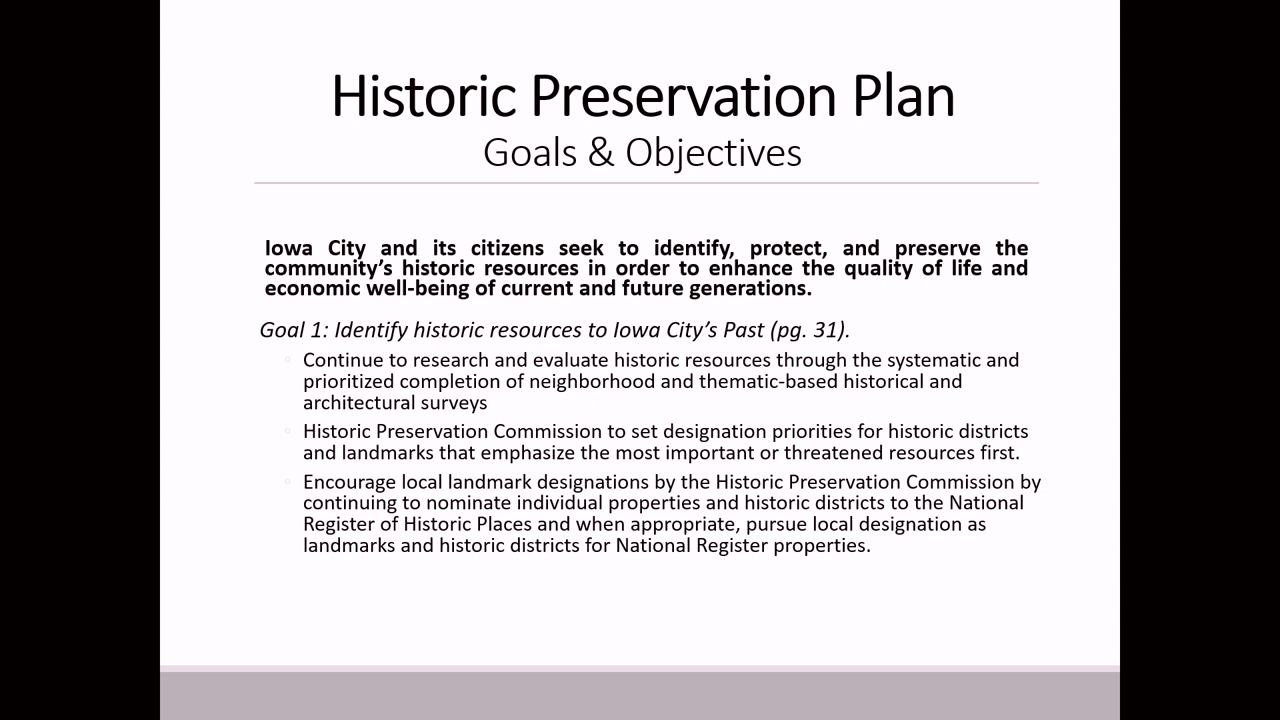 Historic Preservation Plan
Goals & Objectives
Iowa City and its citizens seek to identify, protect, and preserve the
community’s historic resources in order to enhance the quality of life and
economic well-being of current and future generations.
Goal 1: Identify historic resources to Iowa City’s Past (pg. 31).
◦ Continue to research and evaluate historic resources through the systematic and
prioritized completion of neighborhood and thematic-based historical and
architectural surveys
◦ Historic Preservation Commission to set designation priorities for historic districts
and landmarks that emphasize the most important or threatened resources first.
◦ Encourage local landmark designations by the Historic Preservation Commission by
continuing to nominate individual properties and historic districts to the National
Register of Historic Places and when appropriate, pursue local designation as
landmarks and historic districts for National Register properties.